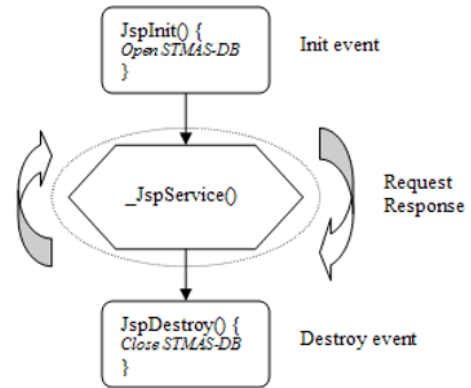 JspInit() {
Open STMAS-DB
}
Init event
_JspService()
Request
Response
JspDestroy() {
Close STMAS-DB
}
Destroy event